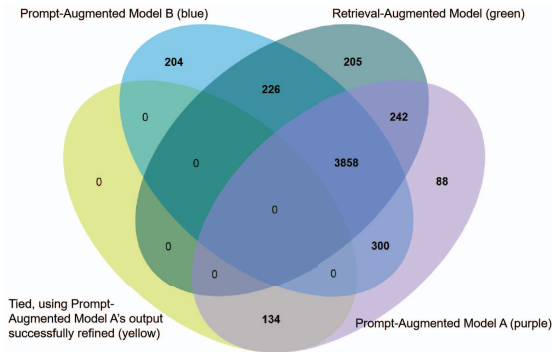 Prompt-Augmented Model B (blue)
Retrieval-Augmented Model (green)
204
205
0
226
242
0
0
3858
88
0
0
0
0
300
Tied, using Prompt-
Augmented Model A's output
successfully refined (yellow)
134
Prompt-Augmented Model A (purple)